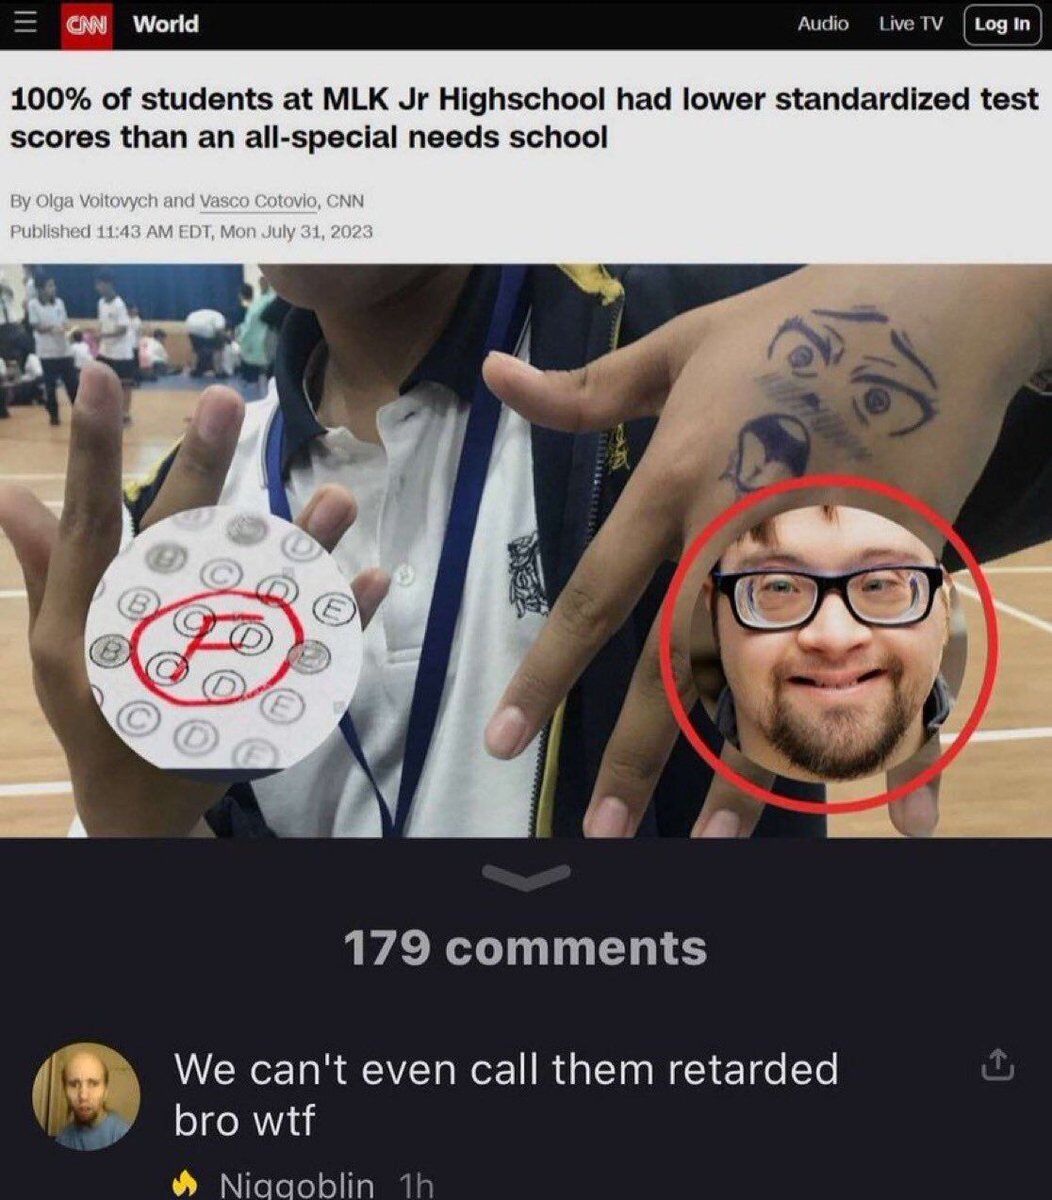 CNN World Audio Live TV Log In
100% of students at MLK Jr Highschool had lower standardized test
scores than an all-special needs school
By Olga Voitovych and Vasco Cotovio, CNN
Published 11:43 AM EDT, Mon July 31, 2023
D
B C D E
B C D
B F
C D E
C D E
179 comments
We can't even call them retarded
bro wtf
Niggoblin 1h